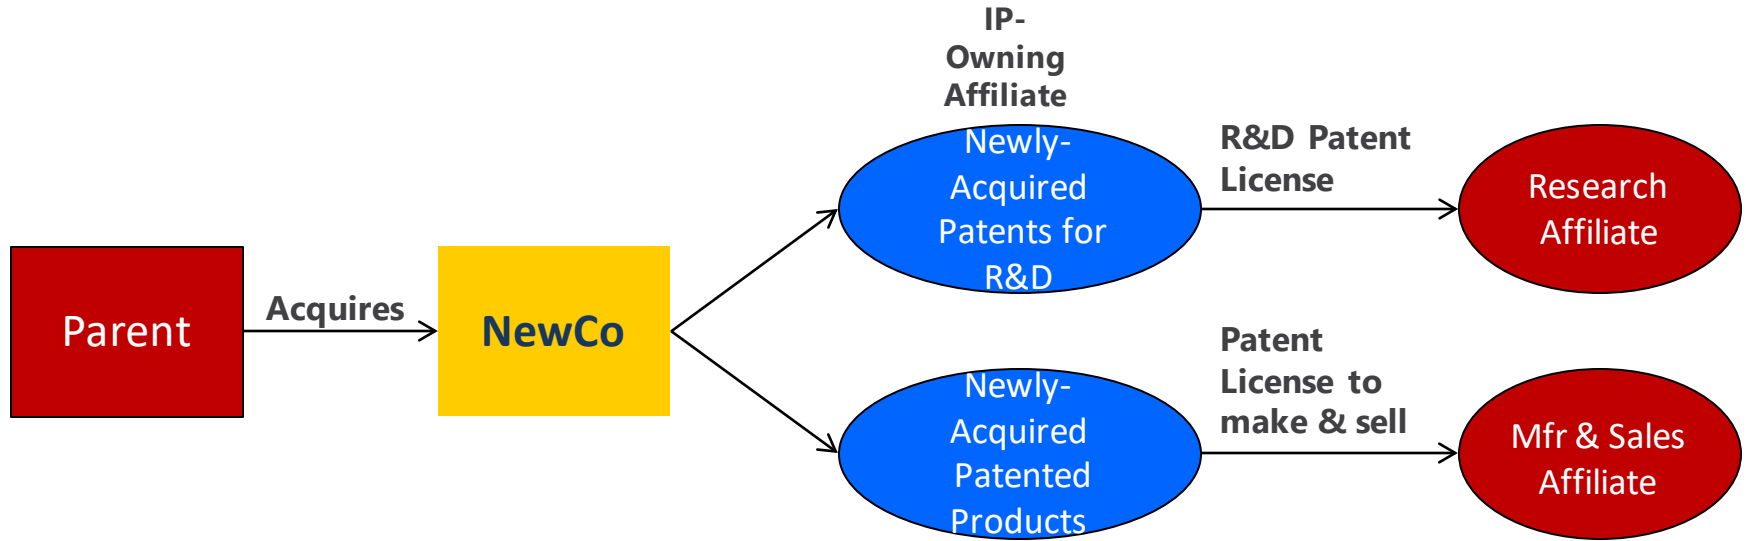 IP-
Owning
Affiliate
Newly-
Acquired
Patents for
R&D
R&D Patent
License
Research
Affiliate
Parent
Acquires
NewCo
Newly-
Acquired
Patented
Products
Patent
License to
make & sell
Mfr & Sales
Affiliate